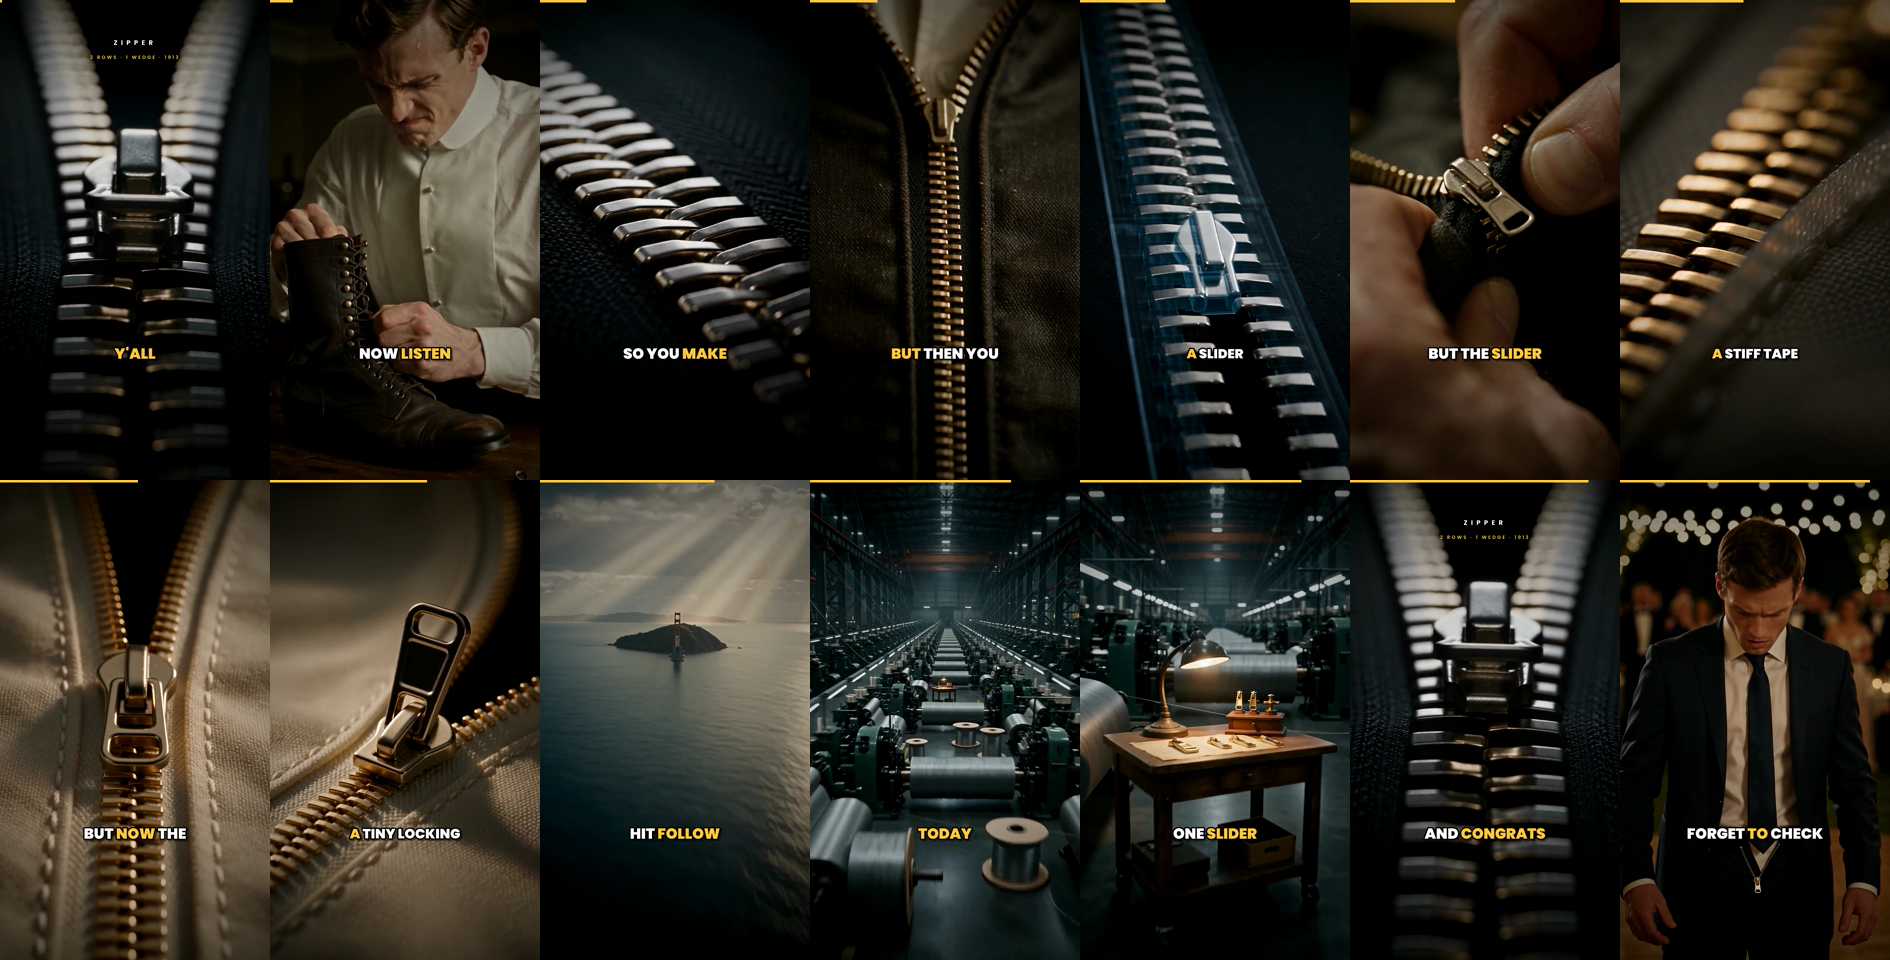 ZIPPER
2 ROWS · 1 WEDGE · 1913
Y'ALL
NOW LISTEN
SO YOU MAKE
BUT THEN YOU
A SLIDER
BUT THE SLIDER
A STIFF TAPE
BUT NOW THE
A TINY LOCKING
HIT FOLLOW
TODAY
ONE SLIDER
ZIPPER
2 ROWS · 1 WEDGE · 1913
AND CONGRATS
FORGET TO CHECK